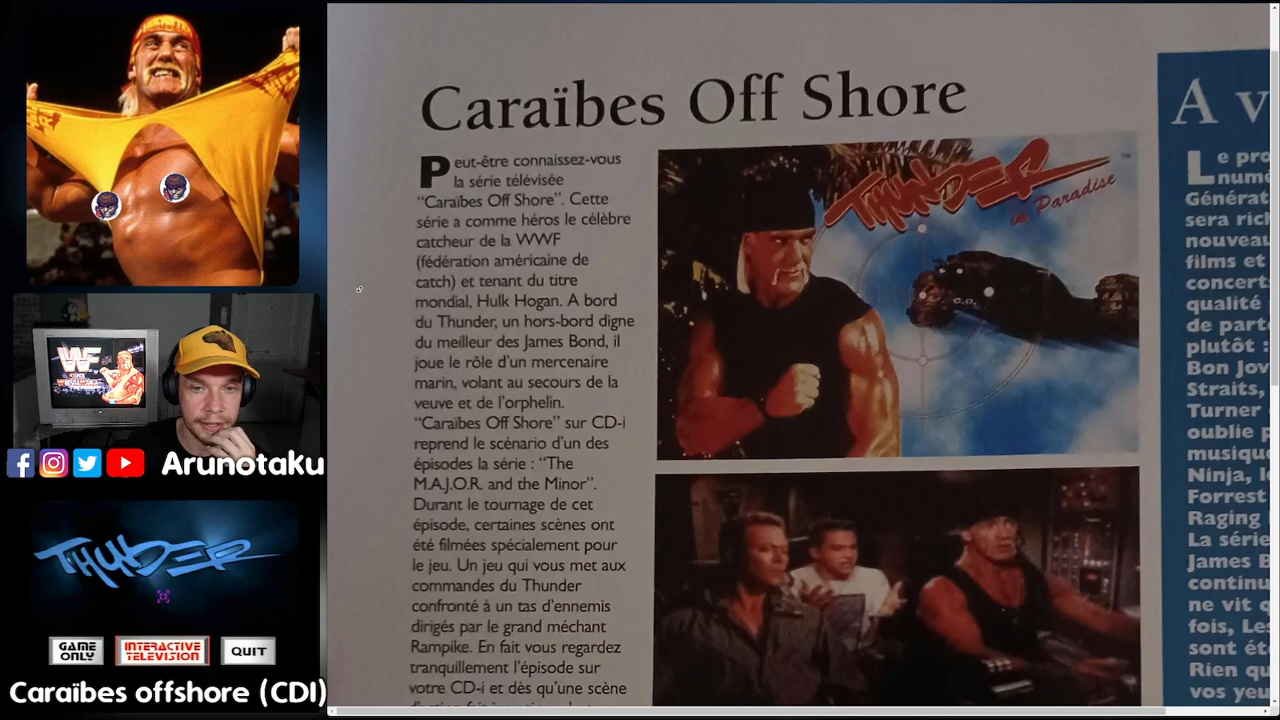 Caraïbes Off Shore
Peut-être connaissez-vous
la série télévisée
“Caraïbes Off Shore”. Cette
série a comme héros le célèbre
catcheur de la WWF
(fédération américaine de
catch) et tenant du titre
mondial, Hulk Hogan. A bord
du Thunder, un hors-bord digne
du meilleur des James Bond, il
joue le rôle d’un mercenaire
marin, volant au secours de la
veuve et de l’orphelin.
“Caraïbes Off Shore” sur CD-i
reprend le scénario d’un des
épisodes la série : “The
M.A.J.O.R. and the Minor”.
Durant le tournage de cet
épisode, certaines scènes ont
été filmées spécialement pour
le jeu. Un jeu qui vous met aux
commandes du Thunder
confronté à un tas d’ennemis
dirigés par le grand méchant
Rampike. En fait vous regardez
tranquillement l’épisode sur
votre CD-i et dès qu’une scène
THUNDER
in Paradise
A v
Le pro
numé
Générat
sera rich
nouveau
films et
concerts
qualité
de part
plutôt :
Bon Jov
Straits,
Turner
oublie p
musique
Ninja, l
Forrest
Raging
La série
James B
continu
ne vit q
fois, Les
sont éte
Rien qu
vos yeu
WF
Arunotaku
THUNDER
GAME ONLY
INTERACTIVE TELEVISION
QUIT
Caraïbes offshore (CDI)